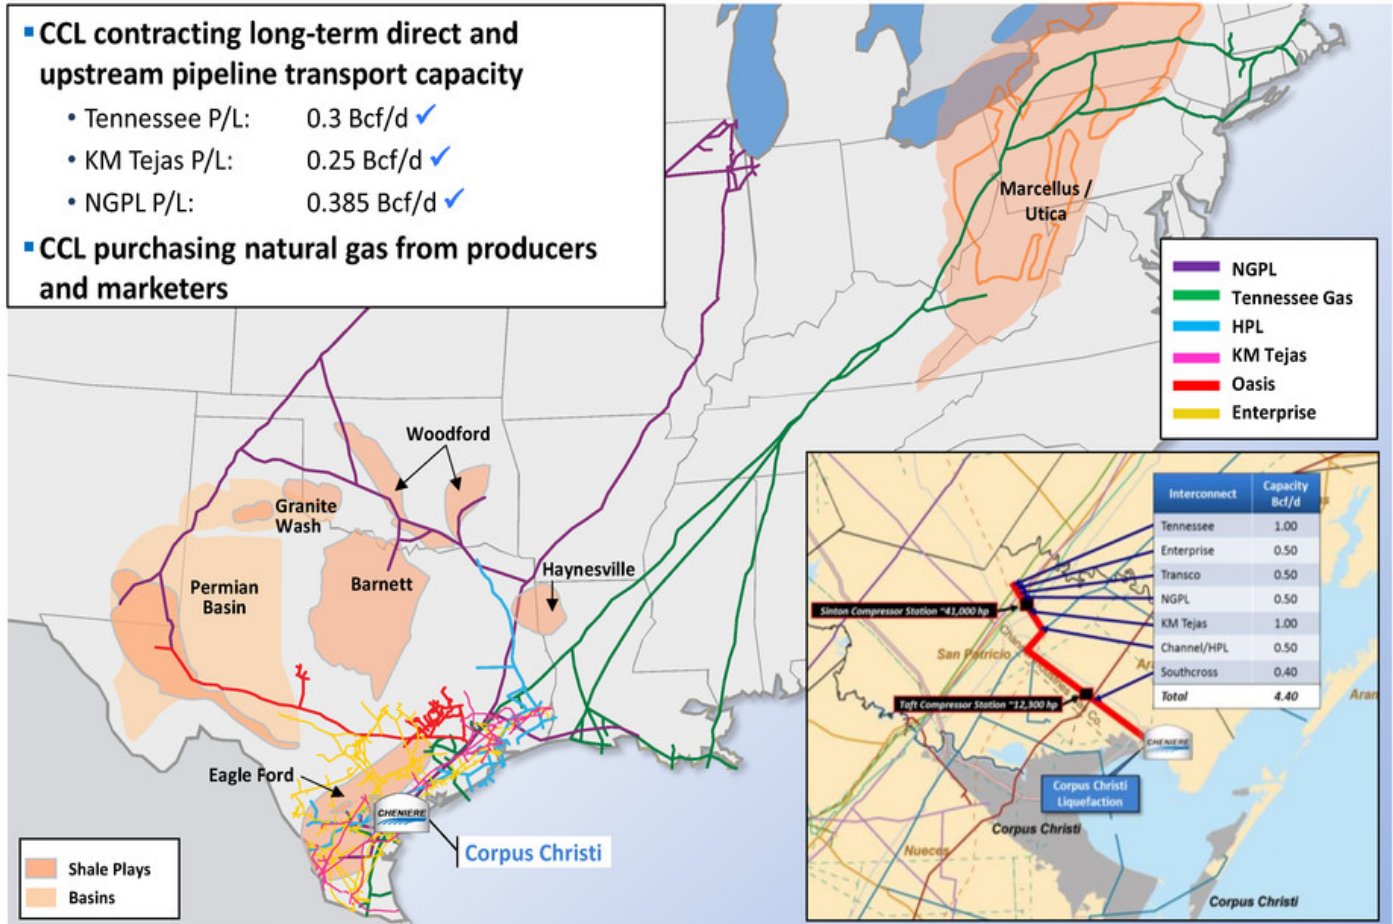 ▪ CCL contracting long-term direct and
upstream pipeline transport capacity
• Tennessee P/L: 0.3 Bcf/d ✓
• KM Tejas P/L: 0.25 Bcf/d ✓
• NGPL P/L: 0.385 Bcf/d ✓
▪ CCL purchasing natural gas from producers
and marketers
Marcellus /
Utica
NGPL
Tennessee Gas
HPL
KM Tejas
Oasis
Enterprise
Woodford
Granite
Wash
Permian
Basin
Barnett
Haynesville
Eagle Ford
CHENIERE
Corpus Christi
Shale Plays
Basins
Interconnect Capacity
Bcf/d
Tennessee 1.00
Enterprise 0.50
Transco 0.50
NGPL 0.50
KM Tejas 1.00
Channel/HPL 0.50
Southcross 0.40
Total 4.40
Sinton Compressor Station ~41,000 hp
San Patricio
Taft Compressor Station ~12,300 hp
CHENIERE
Corpus Christi
Liquefaction
Corpus Christi
Nueces
Corpus Christi